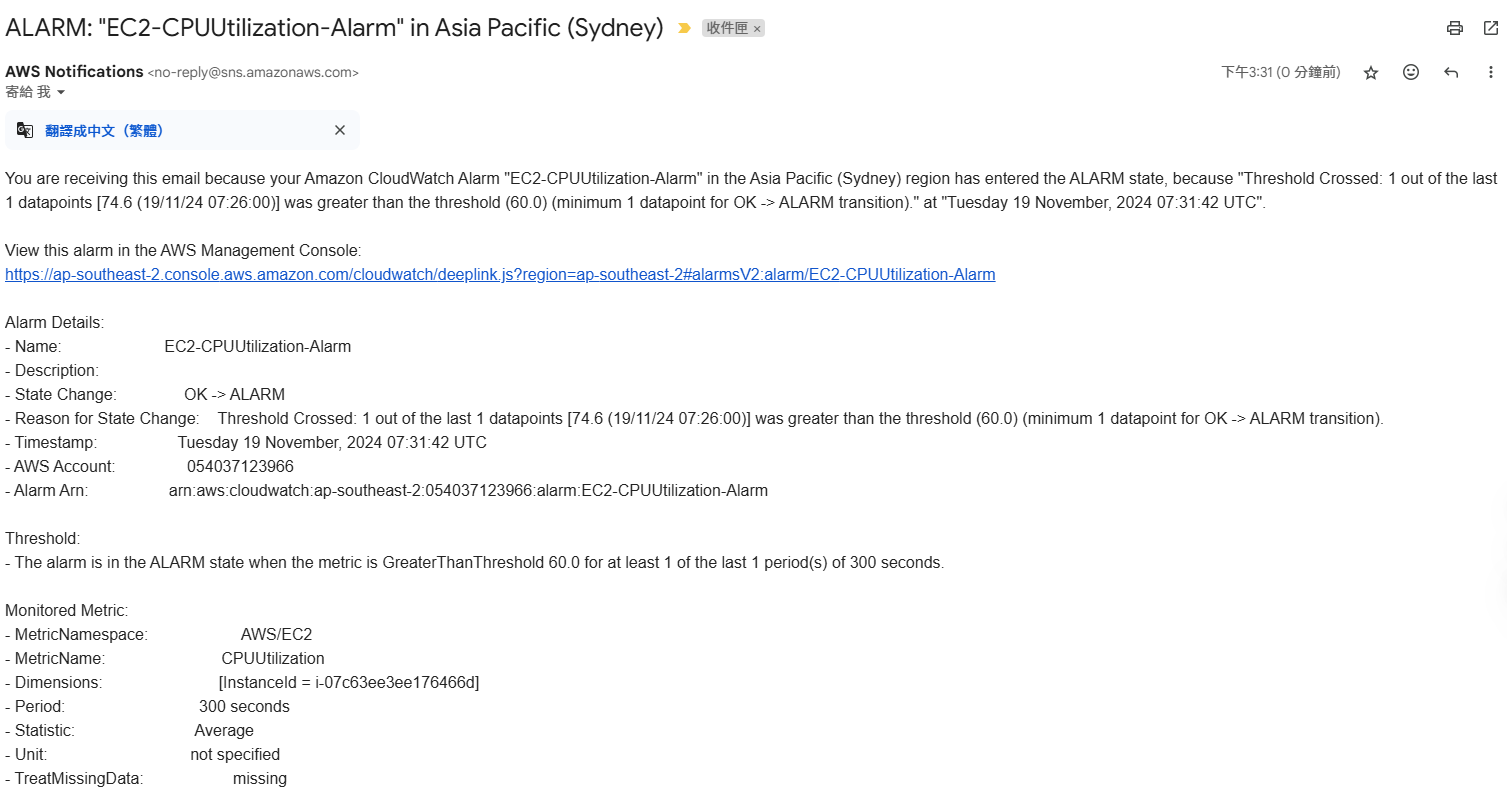 ALARM: "EC2-CPUUtilization-Alarm" in Asia Pacific (Sydney) 收件匣 ×
AWS Notifications <no-reply@sns.amazonaws.com> 下午3:31 (0 分鐘前)
寄給 我
翻譯成中文（繁體）
You are receiving this email because your Amazon CloudWatch Alarm "EC2-CPUUtilization-Alarm" in the Asia Pacific (Sydney) region has entered the ALARM state, because "Threshold Crossed: 1 out of the last
1 datapoints [74.6 (19/11/24 07:26:00)] was greater than the threshold (60.0) (minimum 1 datapoint for OK -> ALARM transition)." at "Tuesday 19 November, 2024 07:31:42 UTC".
View this alarm in the AWS Management Console:
https://ap-southeast-2.console.aws.amazon.com/cloudwatch/deeplink.js?region=ap-southeast-2#alarmsV2:alarm/EC2-CPUUtilization-Alarm
Alarm Details:
- Name: EC2-CPUUtilization-Alarm
- Description:
- State Change: OK -> ALARM
- Reason for State Change: Threshold Crossed: 1 out of the last 1 datapoints [74.6 (19/11/24 07:26:00)] was greater than the threshold (60.0) (minimum 1 datapoint for OK -> ALARM transition).
- Timestamp: Tuesday 19 November, 2024 07:31:42 UTC
- AWS Account: 054037123966
- Alarm Arn: arn:aws:cloudwatch:ap-southeast-2:054037123966:alarm:EC2-CPUUtilization-Alarm
Threshold:
- The alarm is in the ALARM state when the metric is GreaterThanThreshold 60.0 for at least 1 of the last 1 period(s) of 300 seconds.
Monitored Metric:
- MetricNamespace: AWS/EC2
- MetricName: CPUUtilization
- Dimensions: [InstanceId = i-07c63ee3ee176466d]
- Period: 300 seconds
- Statistic: Average
- Unit: not specified
- TreatMissingData: missing